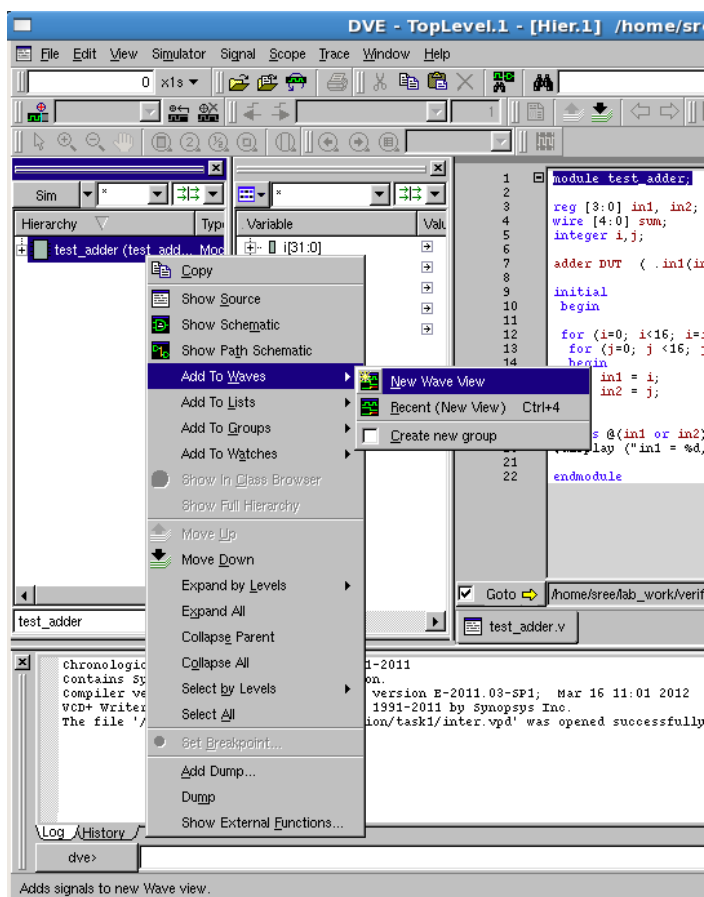 DVE - TopLevel.1 - [Hier.1] /home/sr
File Edit View Simulator Signal Scope Trace Window Help
0 x1s
1
Sim * *
Hierarchy Type Variable Valu
test_adder (test_add... Mod
i[31:0]
Copy
Show Source
Show Schematic
Show Path Schematic
Add To Waves
Add To Lists
Add To Groups
Add To Watches
Show In Class Browser
Show Full Hierarchy
Move Up
Move Down
Expand by Levels
Expand All
Collapse Parent
Collapse All
Select by Levels
Select All
Set Breakpoint...
Add Dump...
Dump
Show External Functions...
New Wave View
Recent (New View) Ctrl+4
Create new group
1 module test_adder;
2
3 reg [3:0] in1, in2;
4 wire [4:0] sum;
5 integer i,j;
6
7 adder DUT ( .in1(in
8
9 initial
10 begin
11
12 for (i=0; i<16; i=
13 for (j=0; j <16;
14 begin
in1 = i;
in2 = j;
s @(in1 or in2)
play ("in1 = %d,
21
22 endmodule
Goto /home/sree/lab_work/verif
test_adder
test_adder.v
Chronologic 1-2011
Contains Sy on.
Compiler ve version E-2011.03-SP1; Mar 16 11:01 2012
VCD+ Writer 1991-2011 by Synopsys Inc.
The file '/ ion/task1/inter.vpd' was opened successfully
Log History
dve>
Adds signals to new Wave view.